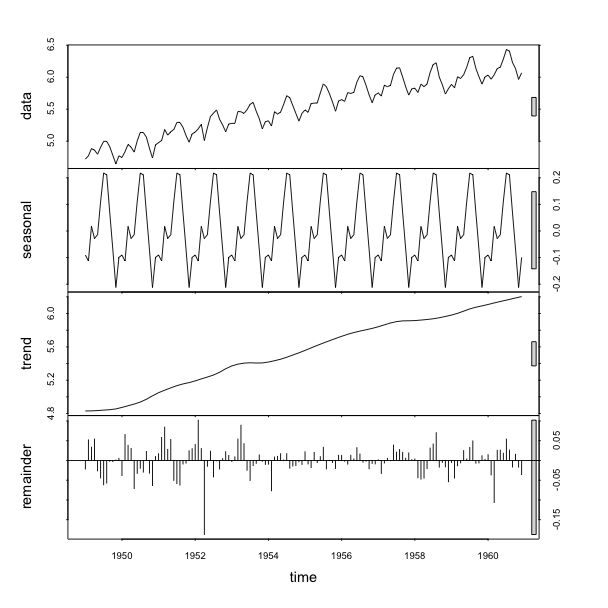 data
5.0 5.5 6.0 6.5
seasonal
-0.2 -0.1 0.0 0.1 0.2
trend
4.8 5.2 5.6 6.0
remainder
-0.15 -0.05 0.05
1950 1952 1954 1956 1958 1960
time